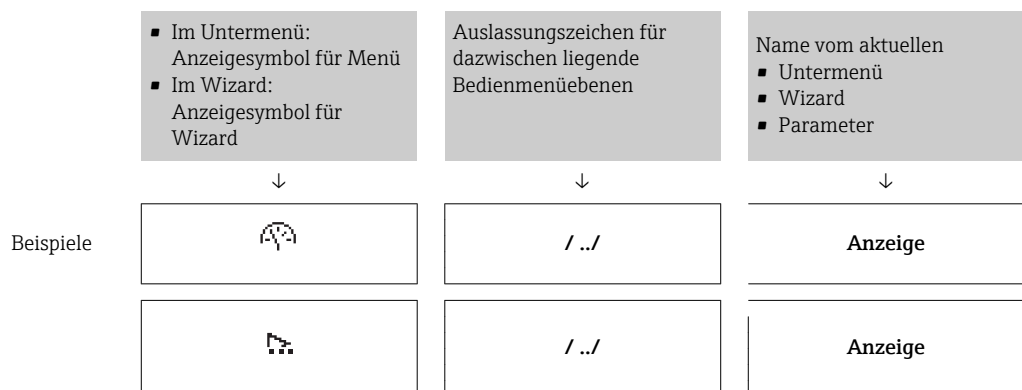 ▪ Im Untermenü:
Anzeigesymbol für Menü
▪ Im Wizard:
Anzeigesymbol für
Wizard
Auslassungszeichen für
dazwischen liegende
Bedienmenüebenen
Name vom aktuellen
▪ Untermenü
▪ Wizard
▪ Parameter
↓ ↓ ↓
Beispiele / ../ Anzeige
/ ../ Anzeige